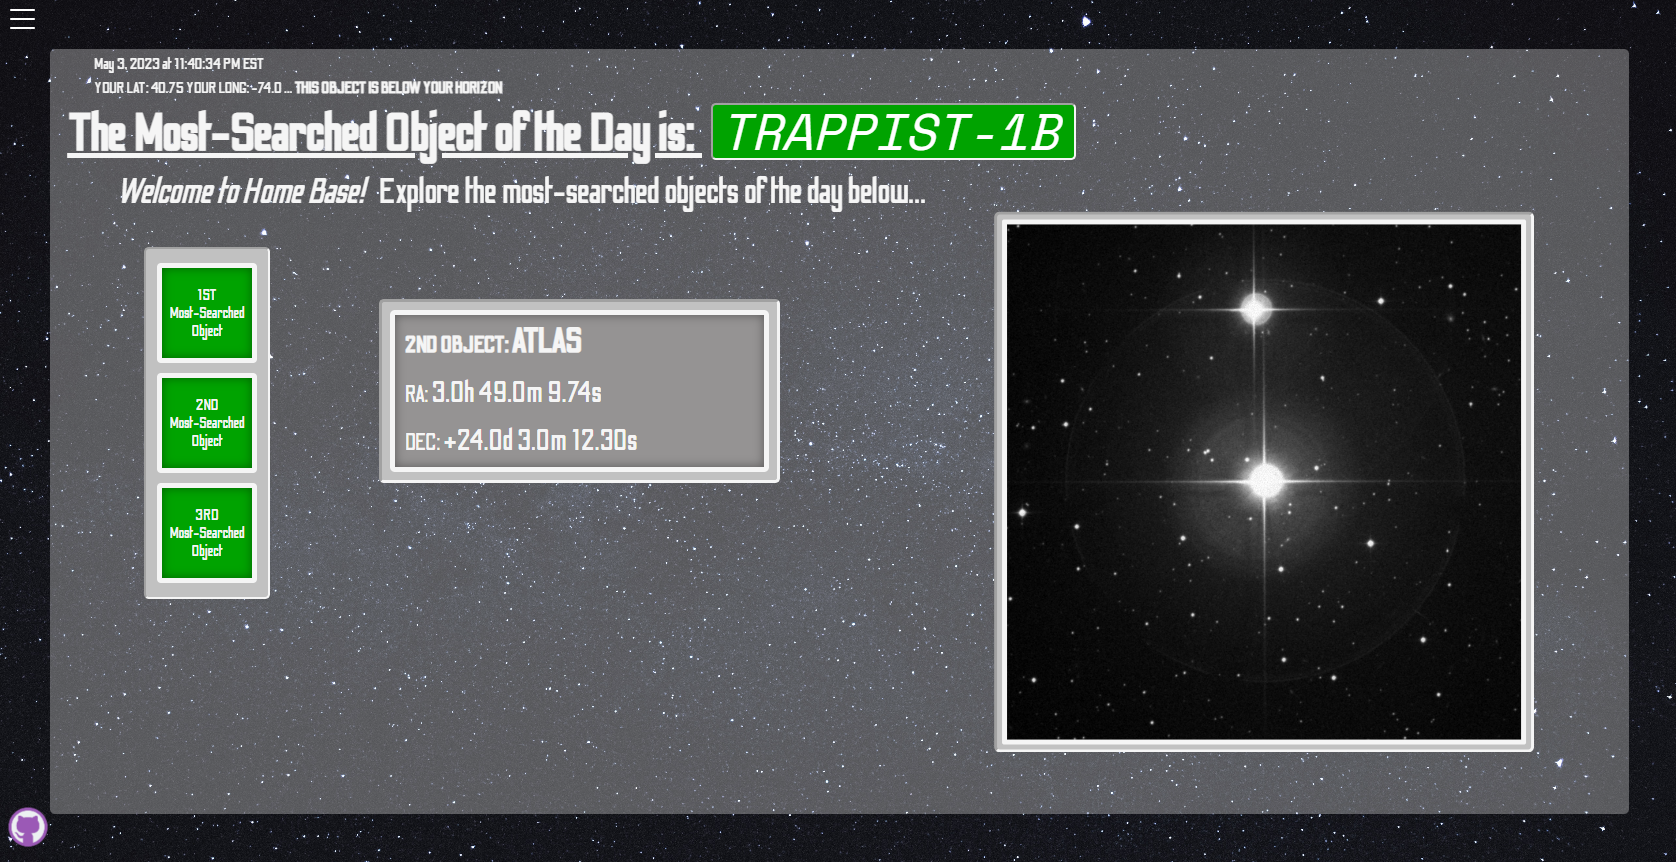 May 3, 2023 at 11:40:34 PM EST
YOUR LAT: 40.75 YOUR LONG: -74.0 ... THIS OBJECT IS BELOW YOUR HORIZON
The Most-Searched Object of the Day is: TRAPPIST-1B
Welcome to Home Base! Explore the most-searched objects of the day below...
1ST
Most-Searched
Object
2ND
Most-Searched
Object
3RD
Most-Searched
Object
2ND OBJECT: ATLAS
RA: 3.0h 49.0m 9.74s
DEC: +24.0d 3.0m 12.30s